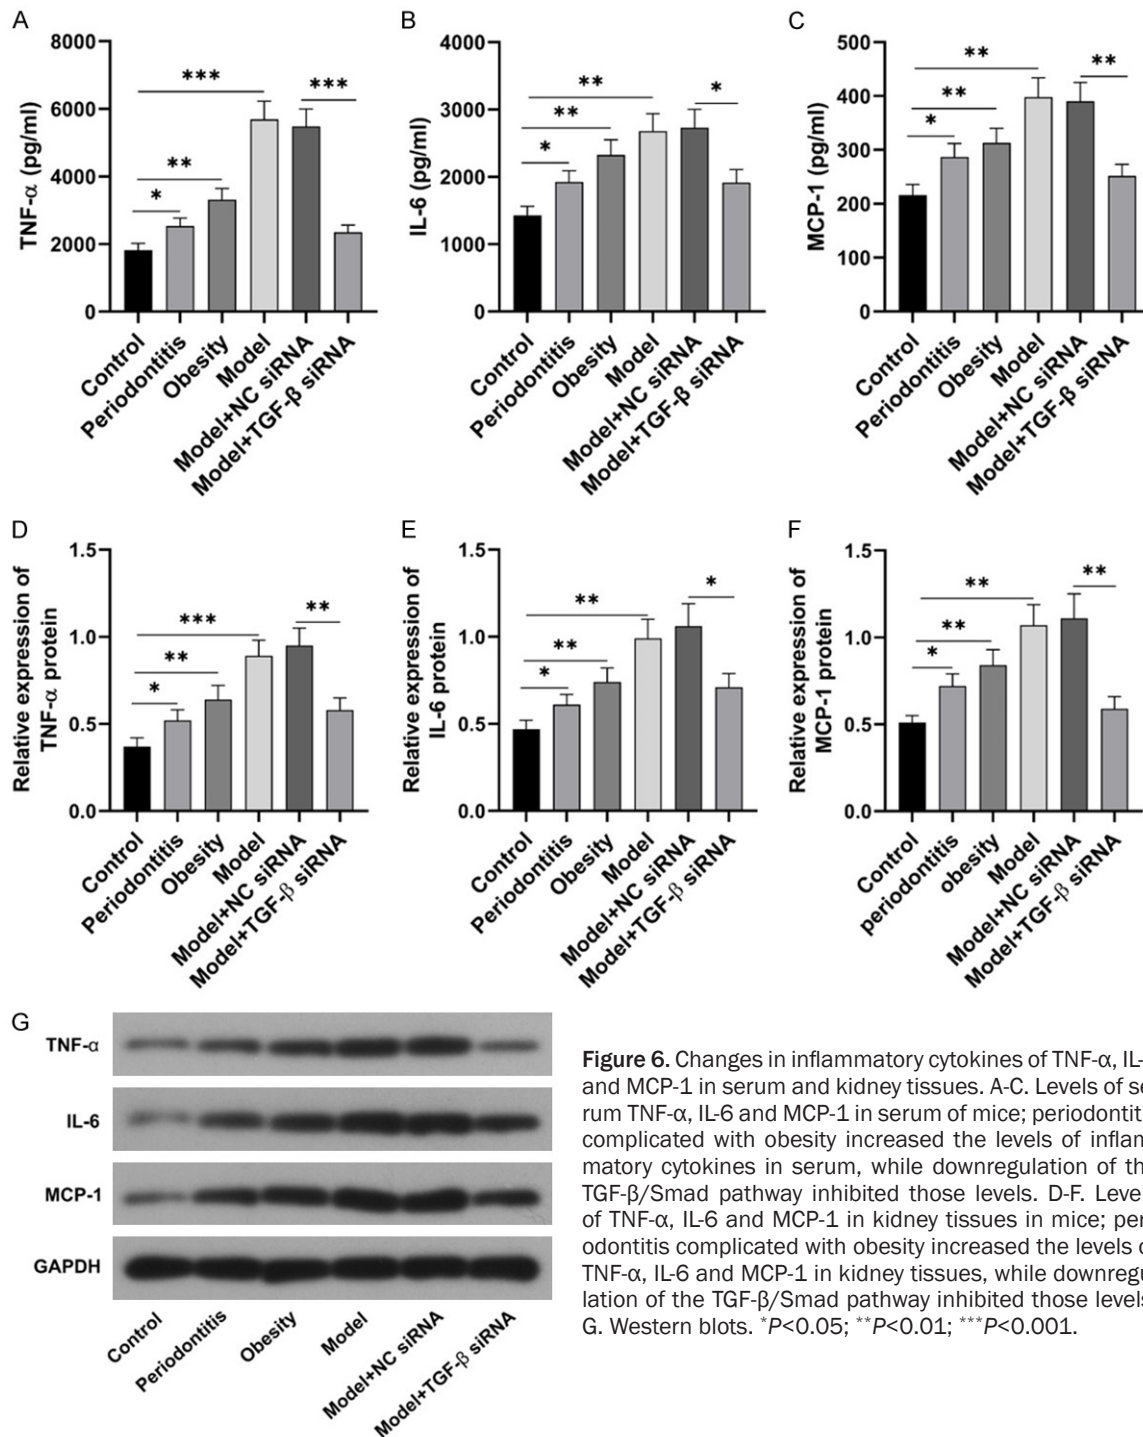 A
B
C
8000
6000
4000
2000
0
TNF-α (pg/ml)
***
***
**
*
Control
Periodontitis
Obesity
Model
Model+NC siRNA
Model+TGF-β siRNA
4000
3000
2000
1000
0
IL-6 (pg/ml)
**
*
**
*
Control
Periodontitis
Obesity
Model
Model+NC siRNA
Model+TGF-β siRNA
500
400
300
200
100
0
MCP-1 (pg/ml)
**
**
**
*
Control
Periodontitis
Obesity
Model
Model+NC siRNA
Model+TGF-β siRNA
D
E
F
1.5
1.0
0.5
0.0
Relative expression of
TNF-α protein
***
**
**
*
Control
Periodontitis
Obesity
Model
Model+NC siRNA
Model+TGF-β siRNA
1.5
1.0
0.5
0.0
Relative expression of
IL-6 protein
*
**
**
*
Control
Periodontitis
Obesity
Model
Model+NC siRNA
Model+TGF-β siRNA
1.5
1.0
0.5
0.0
Relative expression of
MCP-1 protein
**
**
**
*
Control
periodontitis
obesity
Model
Model+NC siRNA
Model+TGF-β siRNA
G
TNF-α
IL-6
MCP-1
GAPDH
Control
Periodontitis
Obesity
Model
Model+NC siRNA
Model+TGF-β siRNA
Figure 6. Changes in inflammatory cytokines of TNF-α, IL-
and MCP-1 in serum and kidney tissues. A-C. Levels of se
rum TNF-α, IL-6 and MCP-1 in serum of mice; periodontiti
complicated with obesity increased the levels of inflam
matory cytokines in serum, while downregulation of th
TGF-β/Smad pathway inhibited those levels. D-F. Level
of TNF-α, IL-6 and MCP-1 in kidney tissues in mice; per
odontitis complicated with obesity increased the levels o
TNF-α, IL-6 and MCP-1 in kidney tissues, while downregu
lation of the TGF-β/Smad pathway inhibited those levels
G. Western blots. *P<0.05; **P<0.01; ***P<0.001.